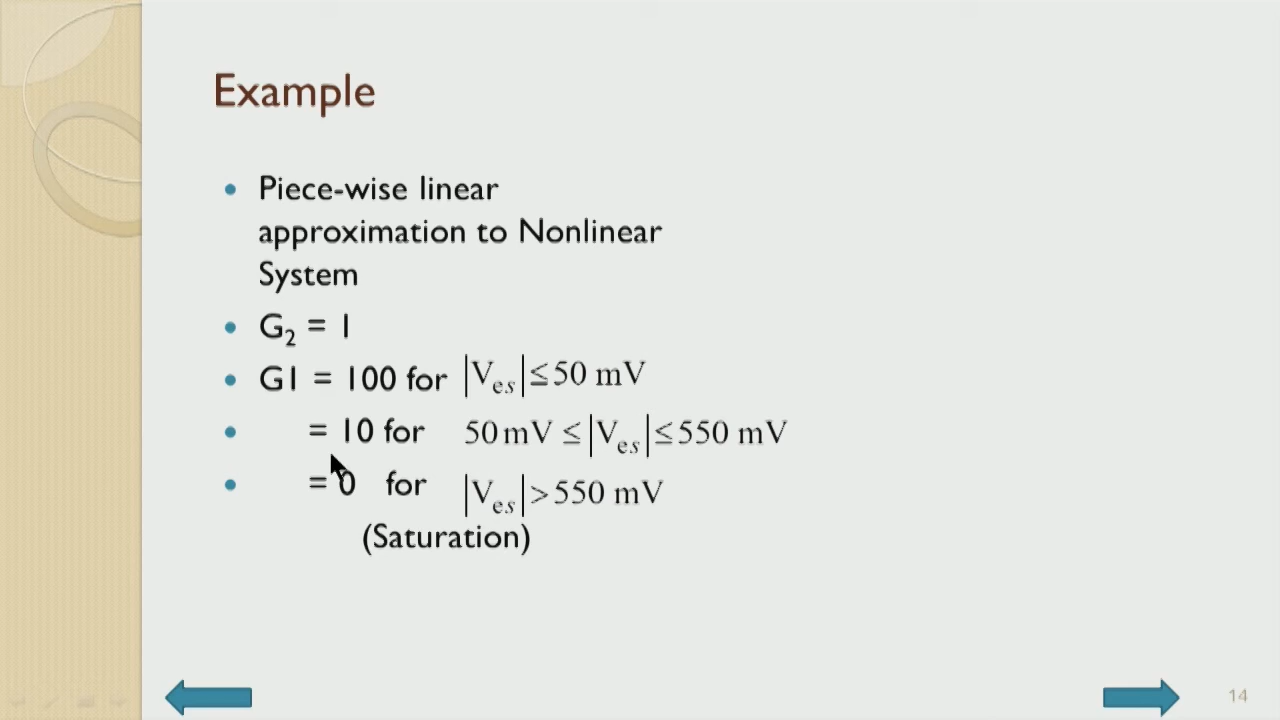 Example
• Piece-wise linear
approximation to Nonlinear
System
• G₂ = 1
• G1 = 100 for |Vₑₛ| ≤ 50 mV
• = 10 for 50 mV ≤ |Vₑₛ| ≤ 550 mV
• = 0 for |Vₑₛ| > 550 mV
(Saturation)
14